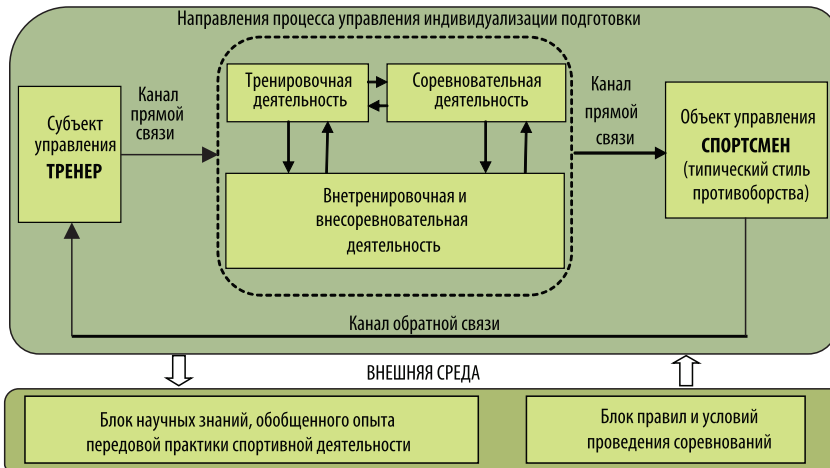 Направления процесса управления индивидуализации подготовки
Субъект
управления
ТРЕНЕР
Канал
прямой
связи
Тренировочная
деятельность
Соревновательная
деятельность
Внетренировочная и
внесоревновательная
деятельность
Канал
прямой
связи
Объект управления
СПОРТСМЕН
(типический стиль
противоборства)
Канал обратной связи
ВНЕШНЯЯ СРЕДА
Блок научных знаний, обобщенного опыта
передовой практики спортивной деятельности
Блок правил и условий
проведения соревнований